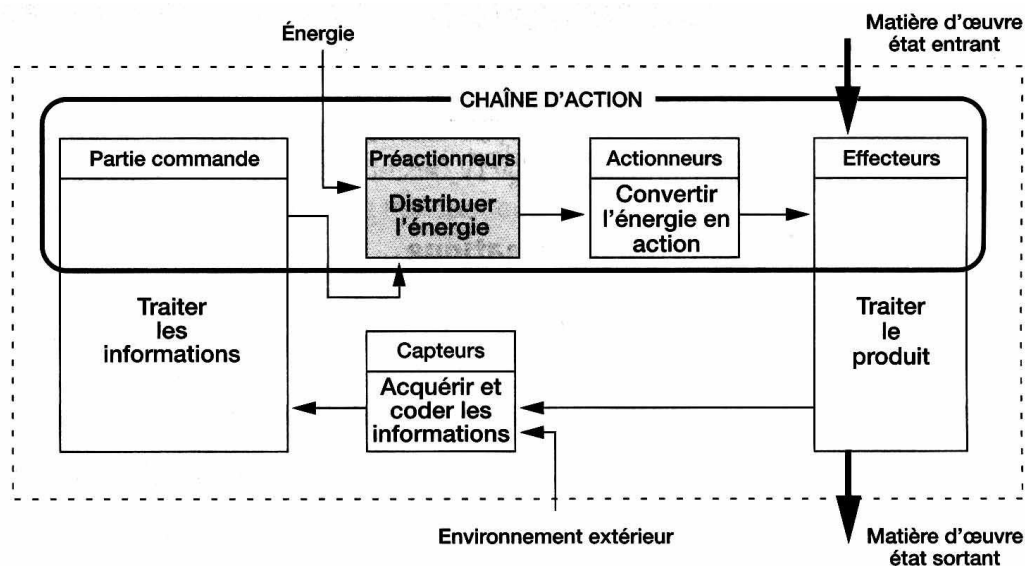 Énergie
Matière d'œuvre
état entrant
CHAÎNE D'ACTION
Partie commande
Préactionneurs
Actionneurs
Effecteurs
Distribuer
l'énergie
Convertir
l'énergie en
action
Traiter
les
informations
Capteurs
Acquérir et
coder les
informations
Traiter
le
produit
Environnement extérieur
Matière d'œuvre
état sortant